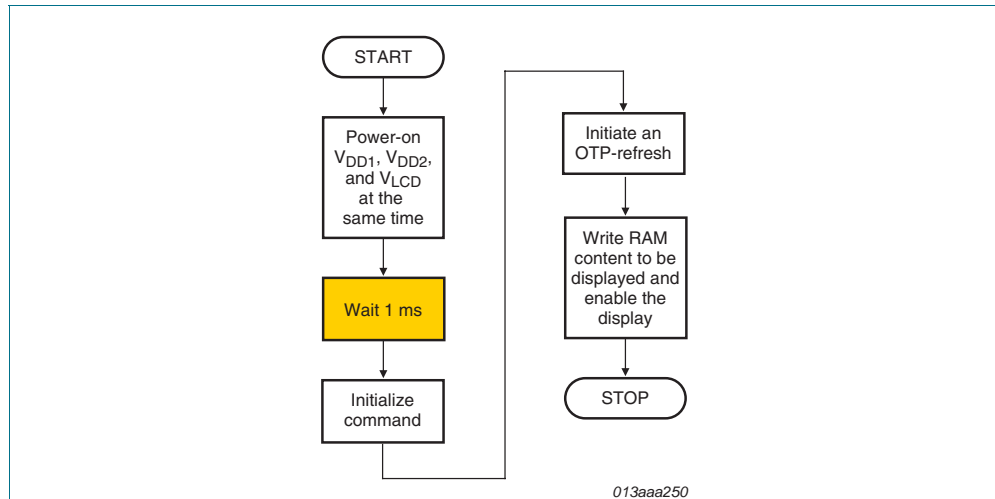 START
Power-on
VDD1, VDD2,
and VLCD
at the
same time
Wait 1 ms
Initialize
command
Initiate an
OTP-refresh
Write RAM
content to be
displayed and
enable the
display
STOP
013aaa250